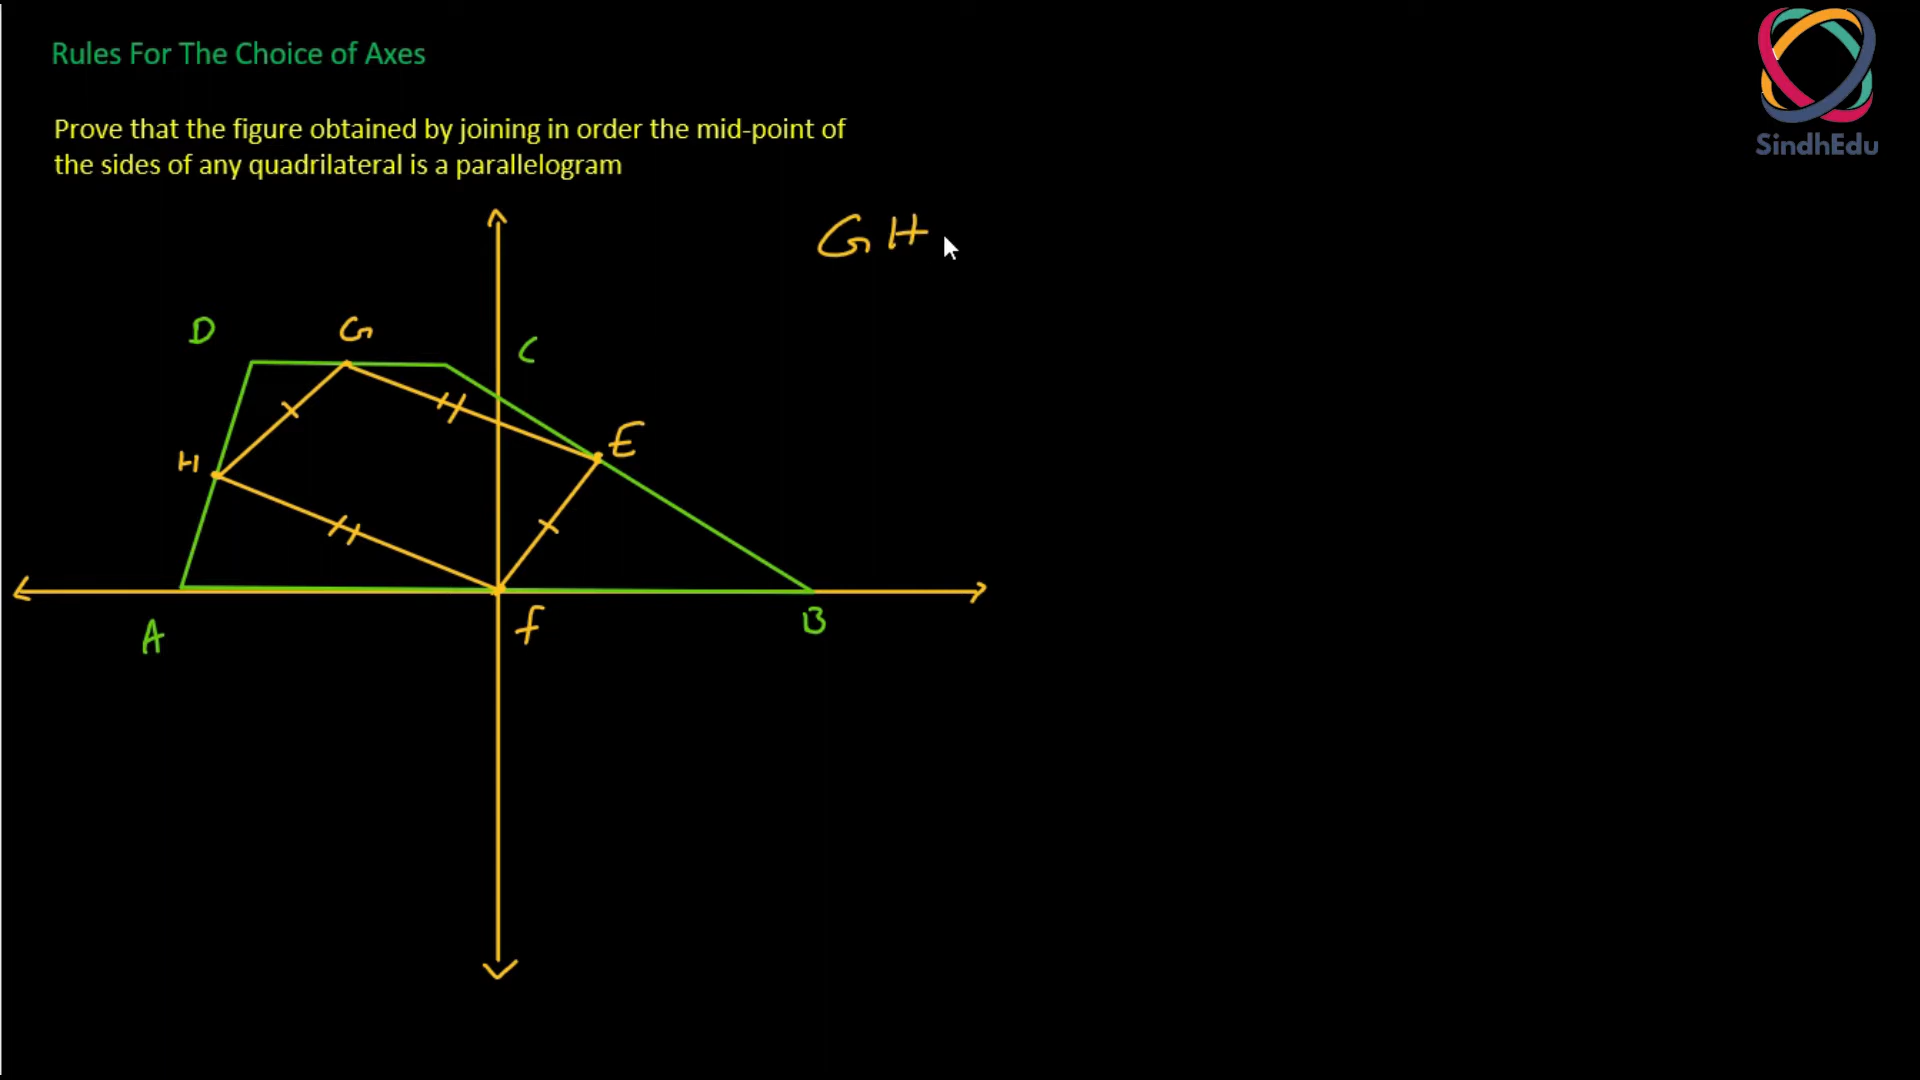 Rules For The Choice of Axes
SindhEdu
Prove that the figure obtained by joining in order the mid-point of
the sides of any quadrilateral is a parallelogram
GH
D
G
C
E
H
A
F
B